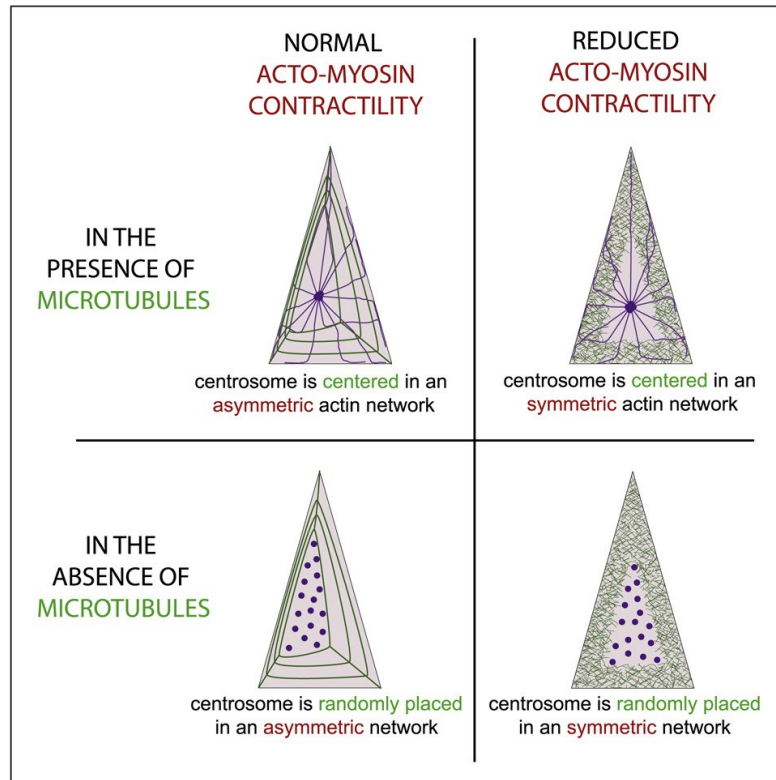 NORMAL
ACTO-MYOSIN
CONTRACTILITY
REDUCED
ACTO-MYOSIN
CONTRACTILITY
IN THE
PRESENCE OF
MICROTUBULES
centrosome is centered in an
asymmetric actin network
centrosome is centered in an
symmetric actin network
IN THE
ABSENCE OF
MICROTUBULES
centrosome is randomly placed
in an asymmetric network
centrosome is randomly placed
in an symmetric network